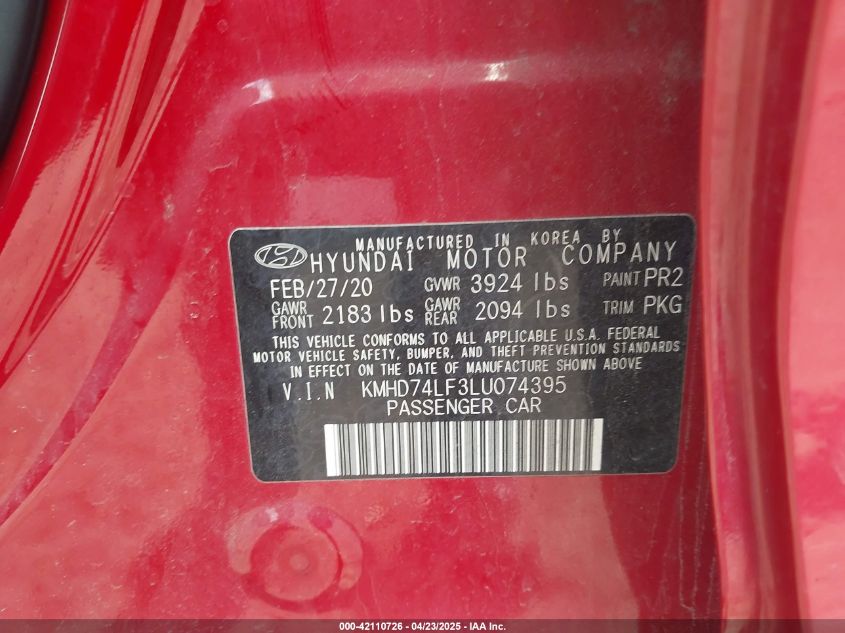 MANUFACTURED IN KOREA BY
HYUNDAI MOTOR COMPANY
FEB/27/20 GVWR 3924 lbs PAINT PR2
GAWR FRONT 2183 lbs GAWR REAR 2094 lbs TRIM PKG
THIS VEHICLE CONFORMS TO ALL APPLICABLE U.S.A. FEDERAL
MOTOR VEHICLE SAFETY, BUMPER, AND THEFT PREVENTION STANDARDS
IN EFFECT ON THE DATE OF MANUFACTURE SHOWN ABOVE
V.I.N KMHD74LF3LU074395
PASSENGER CAR
000-42110726 - 04/23/2025 - IAA Inc.